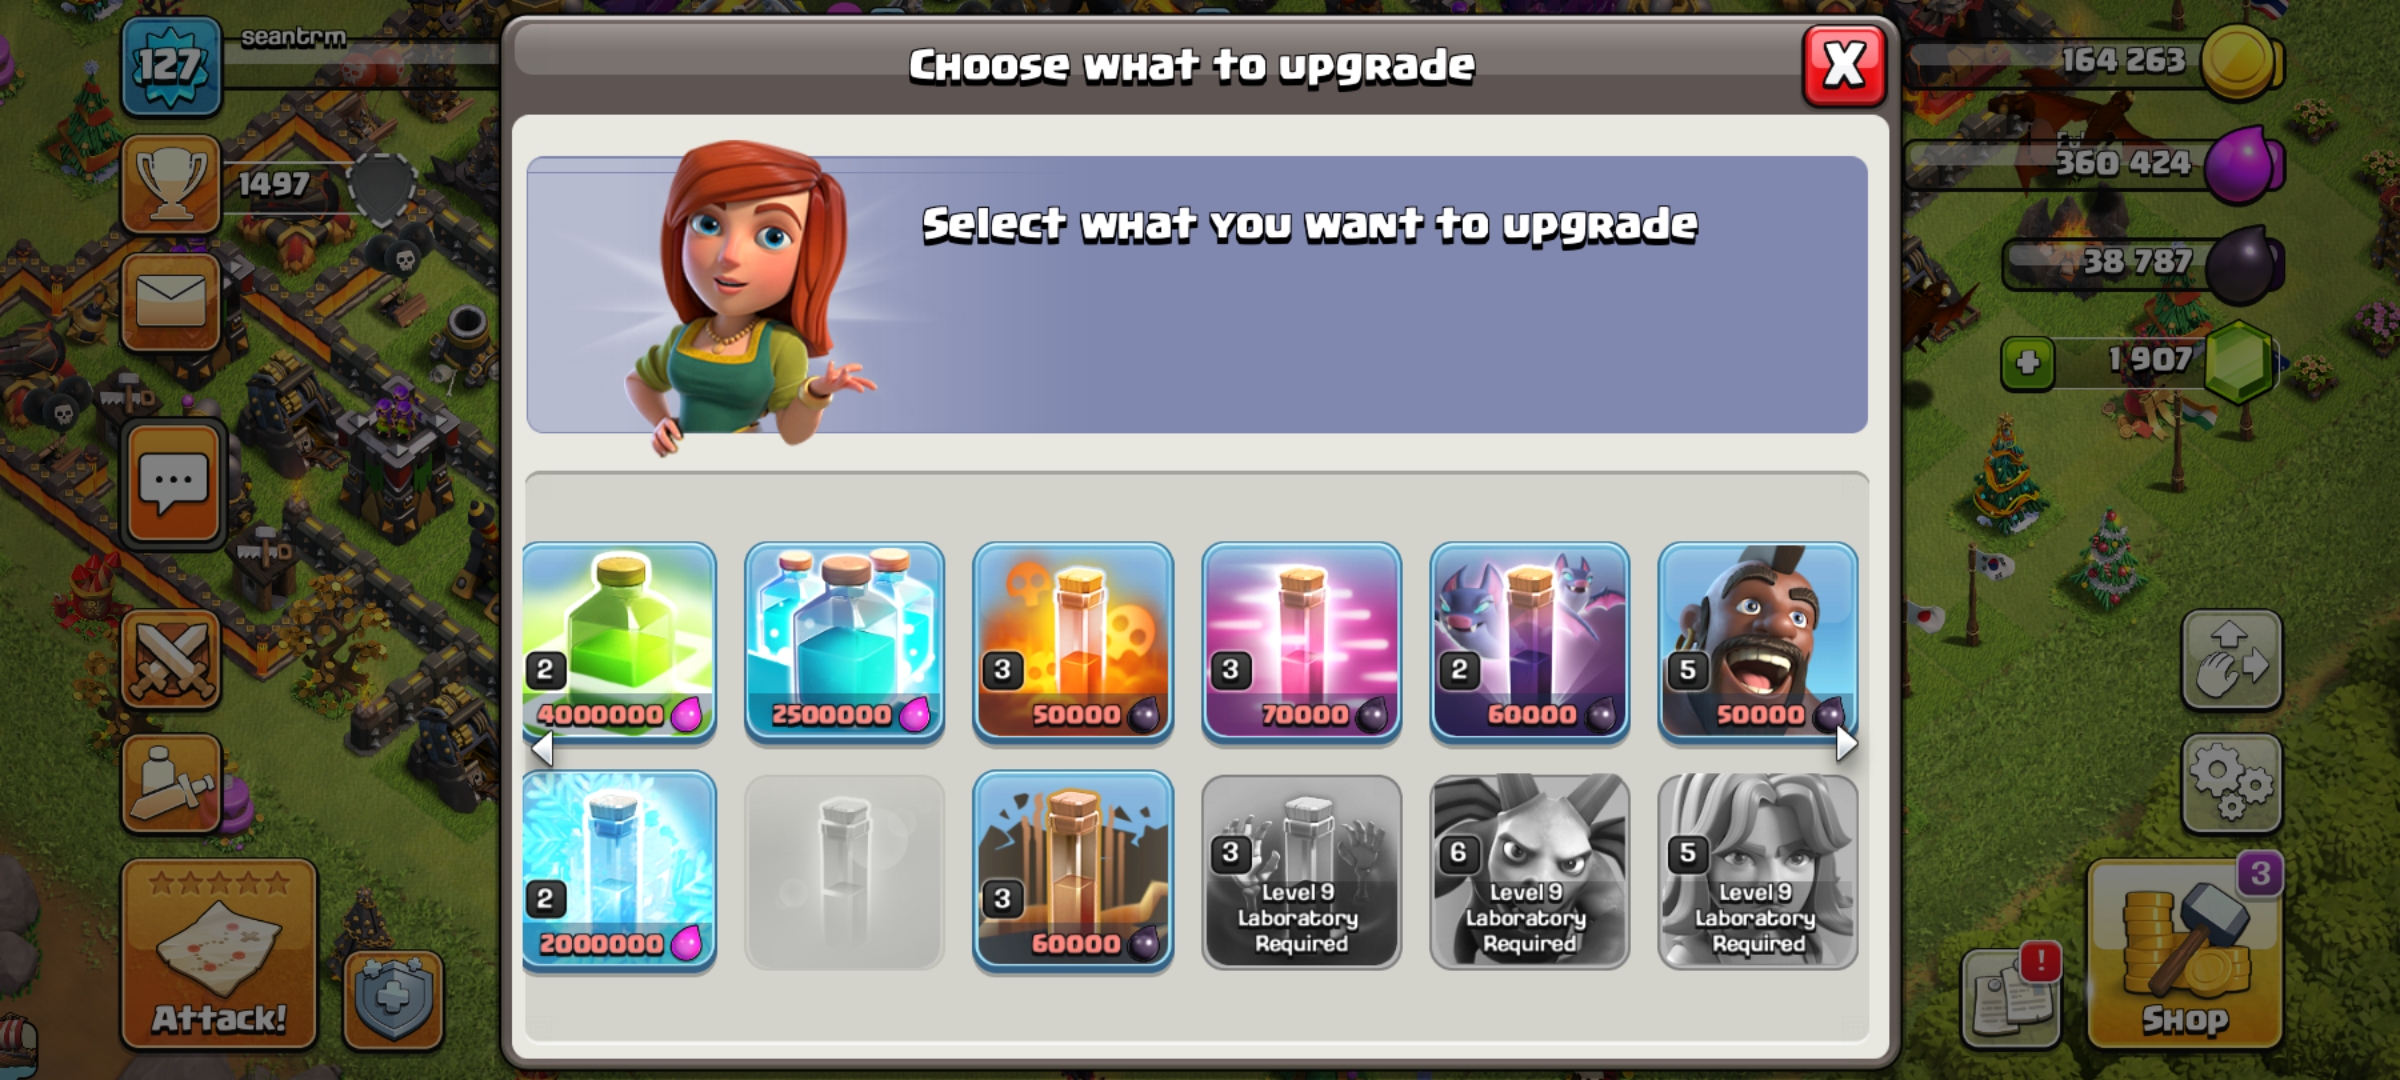 127
seantrm
1497
Choose what to upgrade
X
164 263
360 424
38 787
1 907
Select what you want to upgrade
2
4000000
2500000
3
50000
3
70000
2
60000
5
50000
2
2000000
3
60000
3
Level 9
Laboratory
Required
6
Level 9
Laboratory
Required
5
Level 9
Laboratory
Required
Attack!
!
3
Shop